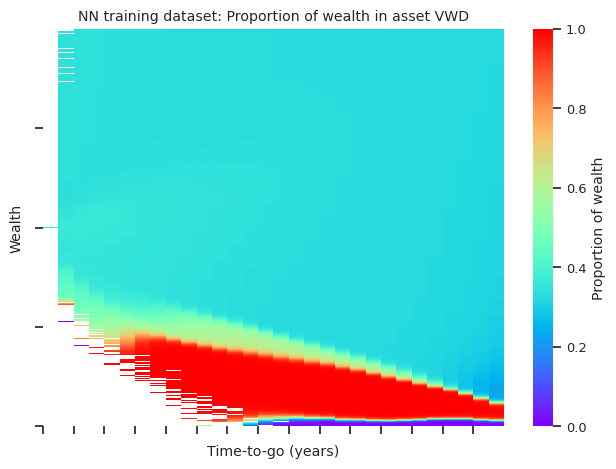 NN training dataset: Proportion of wealth in asset VWD
Wealth
Time-to-go (years)
1.0
0.8
0.6
0.4
0.2
0.0
Proportion of wealth